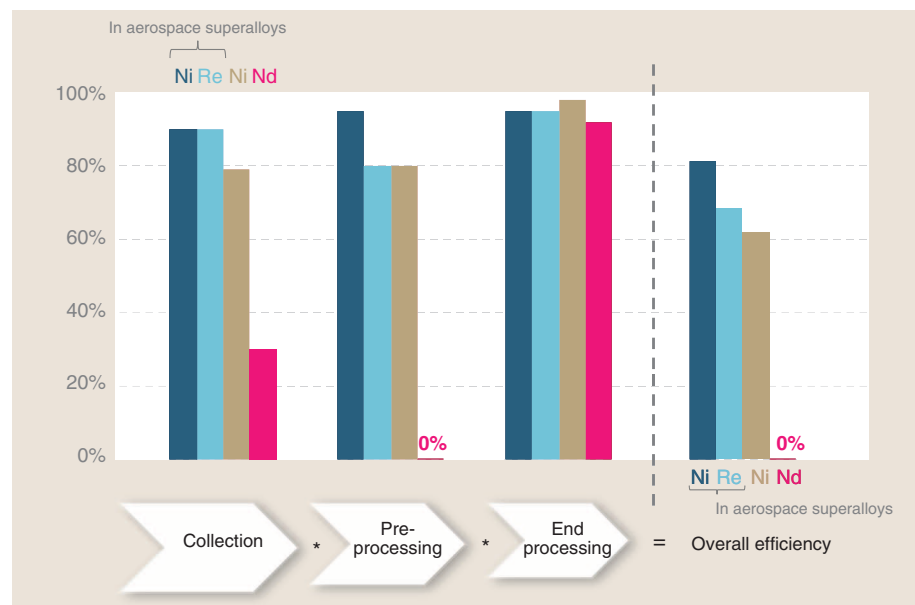 In aerospace superalloys
Ni Re Ni Nd
100%
80%
60%
40%
20%
0%
0%
0%
Ni Re Ni Nd
In aerospace superalloys
Collection
*
Pre-
processing
*
End
processing
=
Overall efficiency